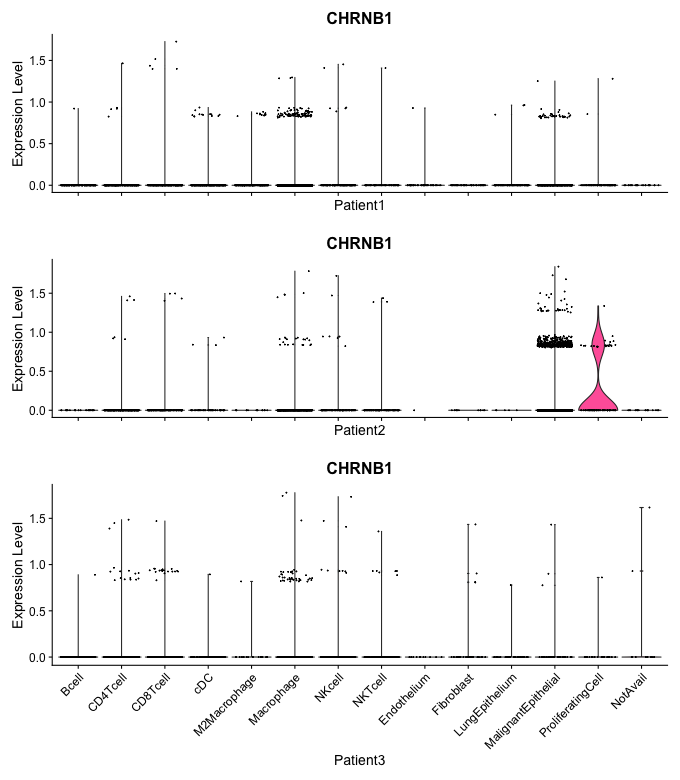 CHRNB1
Expression Level
1.5
1.0
0.5
0.0
Patient1
CHRNB1
Expression Level
1.5
1.0
0.5
0.0
Patient2
CHRNB1
Expression Level
1.5
1.0
0.5
0.0
Bcell
CD4Tcell
CD8Tcell
cDC
M2Macrophage
Macrophage
NKcell
NKTcell
Endothelium
Fibroblast
LungEpithelium
MalignantEpithelial
ProliferatingCell
NotAvail
Patient3